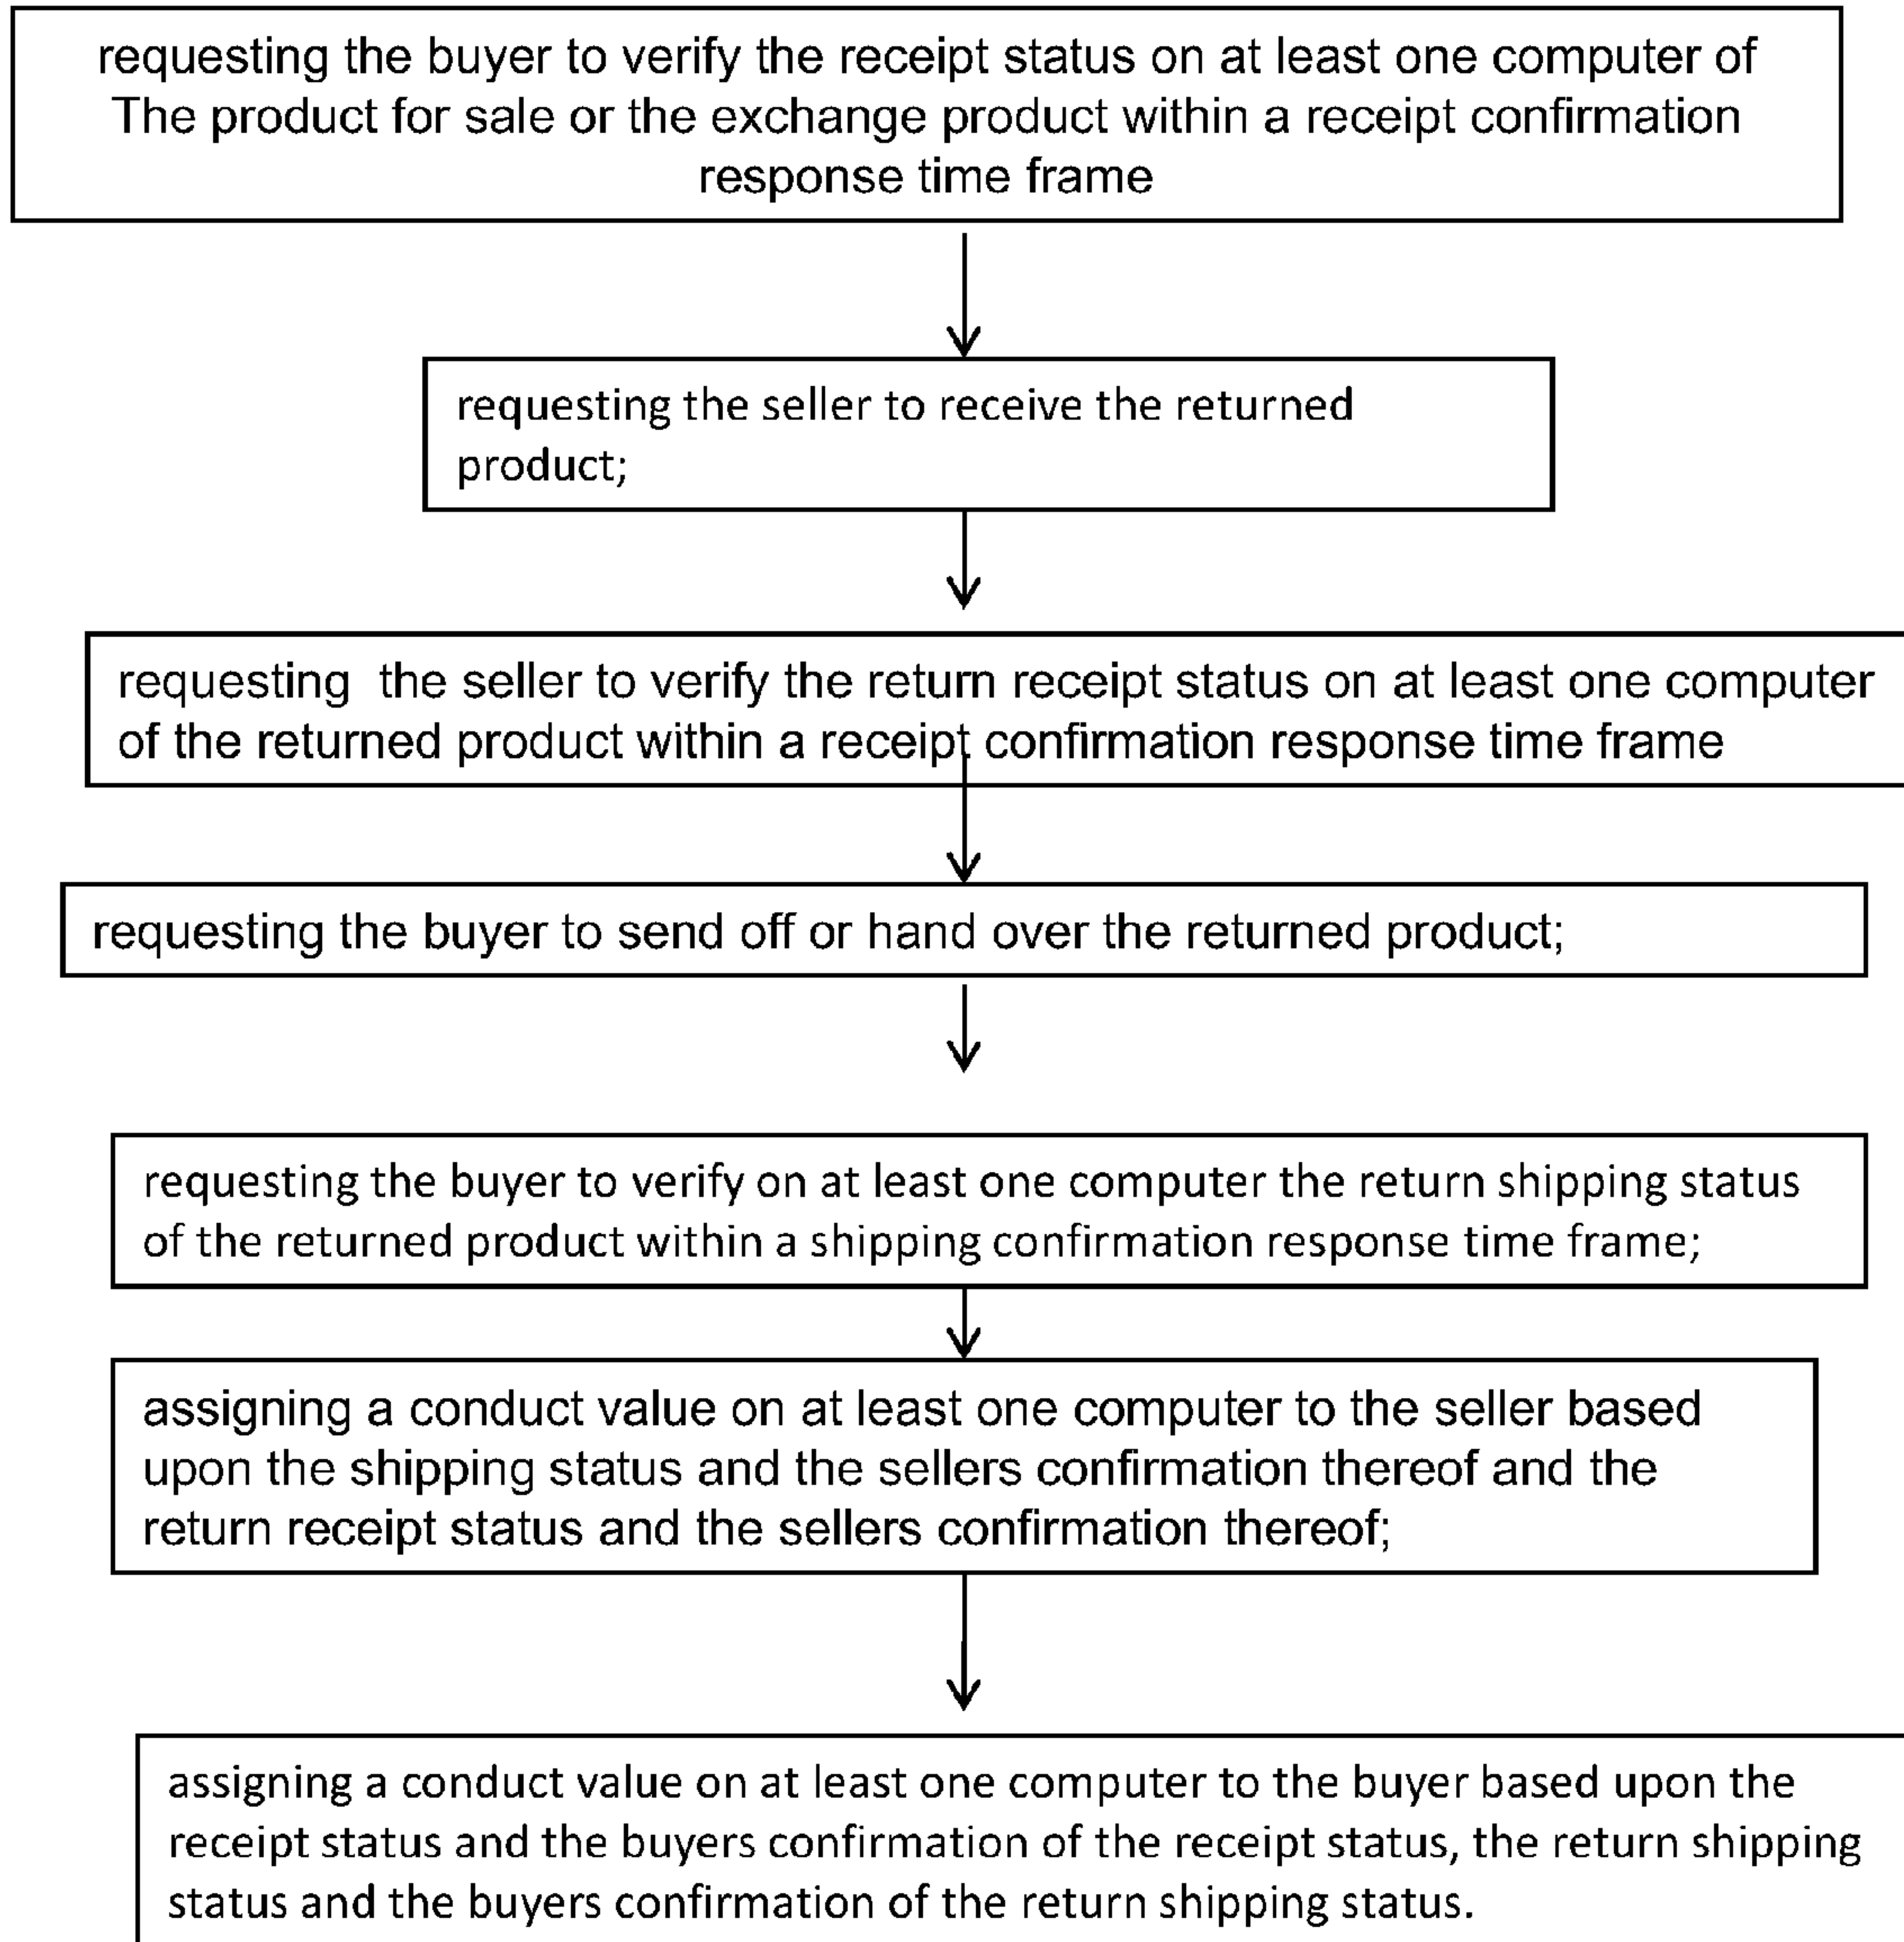 requesting the buyer to verify the receipt status on at least one computer of
The product for sale or the exchange product within a receipt confirmation
response time frame
requesting the seller to receive the returned
product;
requesting the seller to verify the return receipt status on at least one computer
of the returned product within a receipt confirmation response time frame
requesting the buyer to send off or hand over the returned product;
requesting the buyer to verify on at least one computer the return shipping status
of the returned product within a shipping confirmation response time frame;
assigning a conduct value on at least one computer to the seller based
upon the shipping status and the sellers confirmation thereof and the
return receipt status and the sellers confirmation thereof;
assigning a conduct value on at least one computer to the buyer based upon the
receipt status and the buyers confirmation of the receipt status, the return shipping
status and the buyers confirmation of the return shipping status.